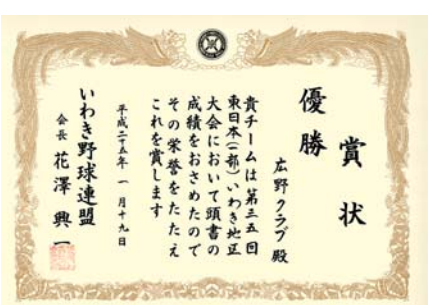 賞状
優勝
広野クラブ殿
貴チームは第三五回
東日本(一部)いわき地区
大会において頭書の
成績をおさめたので
その栄誉をたたえ
これを賞します
平成二十五年一月十九日
いわき野球連盟
会長 花澤興一